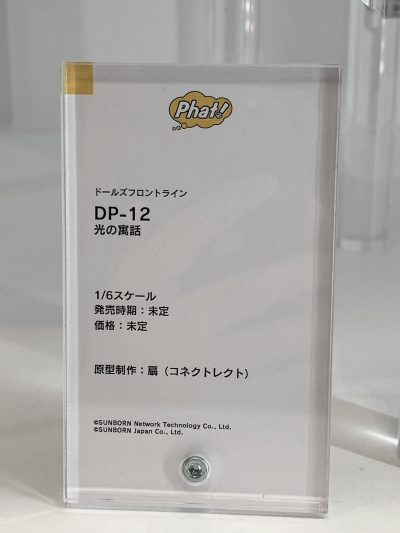 Phat!
ドールズフロントライン
DP-12
光の寓話
1/6スケール
発売時期：未定
価格：未定
原型制作：扇（コネクトレクト）
©SUNBORN Network Technology Co., Ltd.
©SUNBORN Japan Co., Ltd.